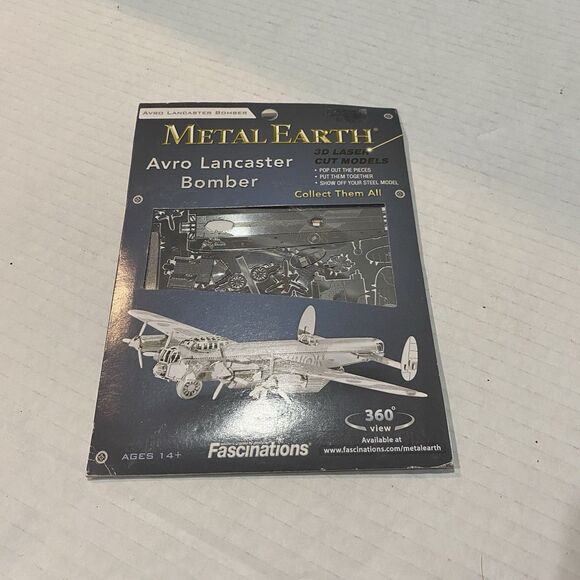 AVRO LANCASTER BOMBER
METAL EARTH®
3D LASER
CUT MODELS
Avro Lancaster
Bomber
• POP OUT THE PIECES
• PUT THEM TOGETHER
• SHOW OFF YOUR STEEL MODEL
Collect Them All
360°
view
Available at
www.fascinations.com/metalearth
Fascinations®
AGES 14+